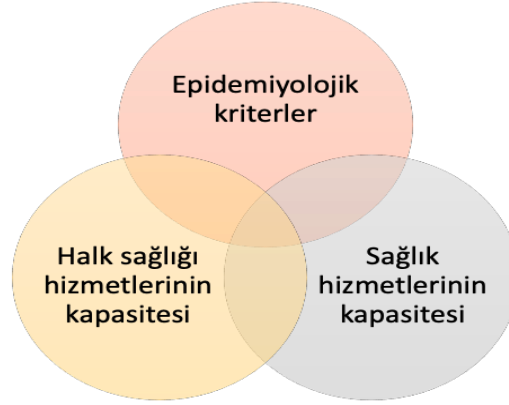 Epidemiyolojik
kriterler
Halk sağlığı
hizmetlerinin
kapasitesi
Sağlık
hizmetlerinin
kapasitesi